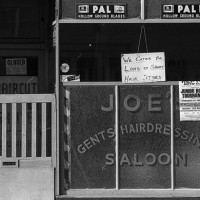 PAL PAL
HOLLOW GROUND BLADES HOLLOW GROUND BLADES
We Cater for
Long or Short
Hair Styles
HAIRCUT
JOE'S
GENTS HAIRDRESSING
SALOON